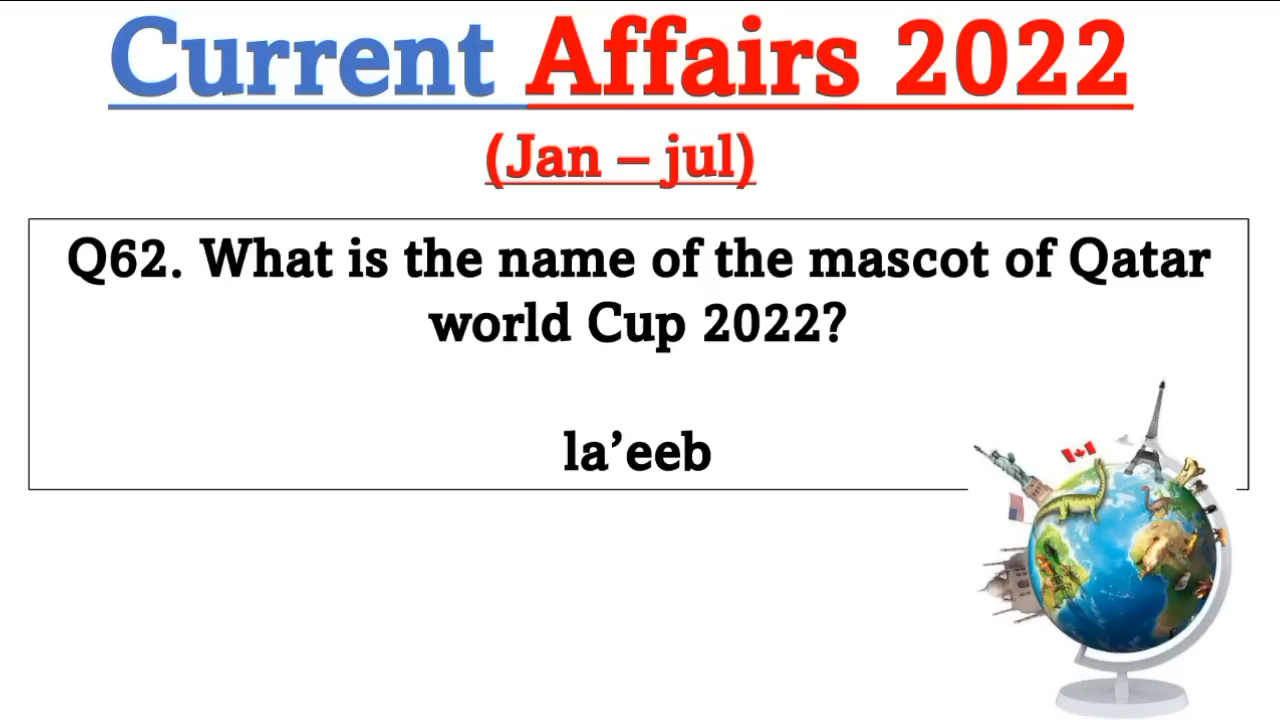 Current Affairs 2022
(Jan – jul)
Q62. What is the name of the mascot of Qatar
world Cup 2022?
la’eeb